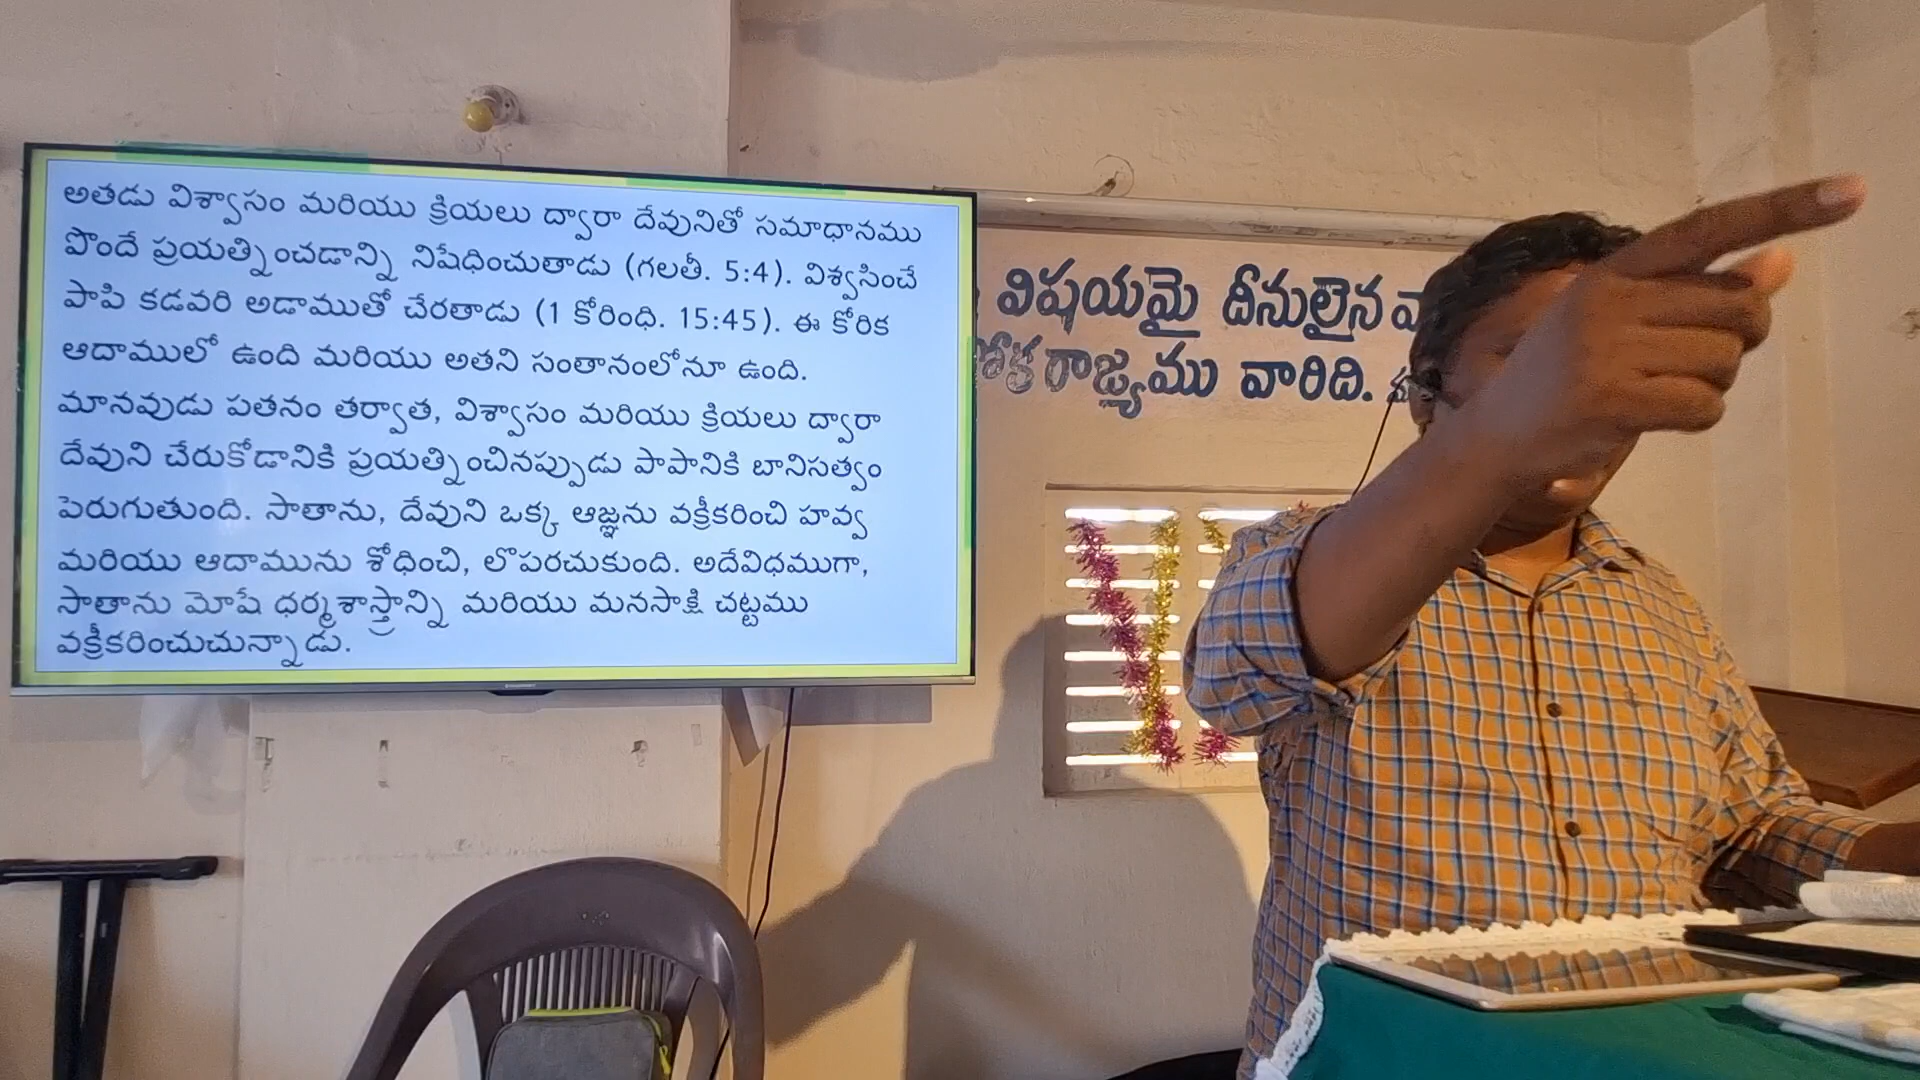 అతడు విశ్వాసం మరియు క్రియలు ద్వారా దేవునితో సమాధానము
పొందే ప్రయత్నించడాన్ని నిషేధించుతాడు (గలతీ. 5:4). విశ్వసించే
పాపి కడవరి అడాముతో చేరతాడు (1 కోరింధి. 15:45). ఈ కోరిక
ఆదాములో ఉంది మరియు అతని సంతానంలోనూ ఉంది.
మానవుడు పతనం తర్వాత, విశ్వాసం మరియు క్రియలు ద్వారా
దేవుని చేరుకోడానికి ప్రయత్నించినప్పుడు పాపానికి బానిసత్వం
పెరుగుతుంది. సాతాను, దేవుని ఒక్క ఆజ్ఞను వక్రీకరించి హవ్వ
మరియు ఆదామును శోధించి, లొపరచుకుంది. అదేవిధముగా,
సాతాను మోషే ధర్మశాస్త్రాన్ని మరియు మనసాక్షి చట్టము
వక్రీకరించుచున్నాడు.
విషయమై దీనులైన
రాజ్యము వారిది.